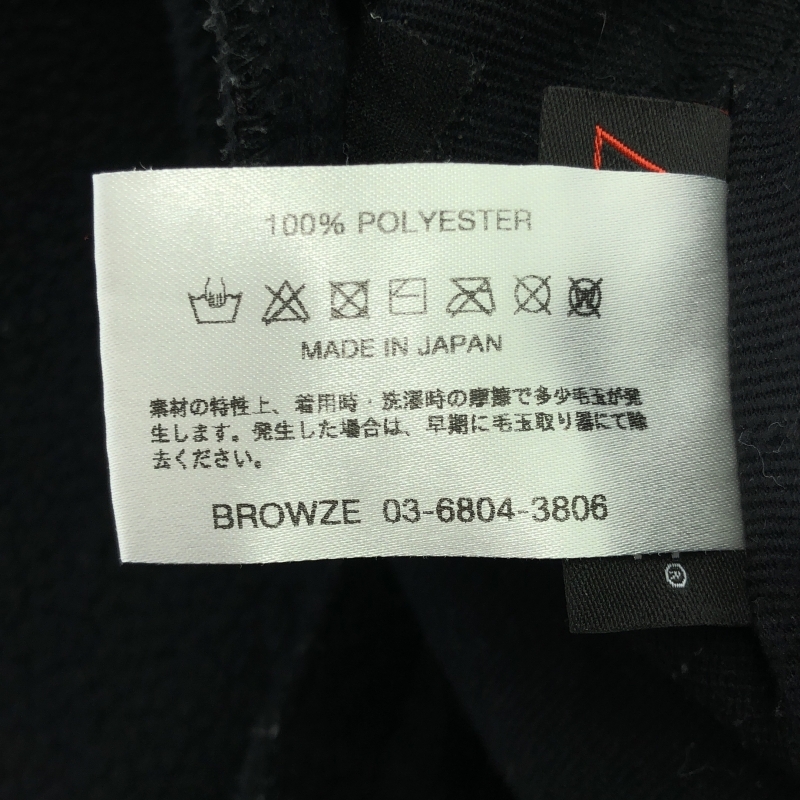 100% POLYESTER
MADE IN JAPAN
素材の特性上、着用時・洗濯時の摩擦で多少毛玉が発
生します。発生した場合は、早期に毛玉取り器にて除
去ください。
BROWZE 03-6804-3806
®